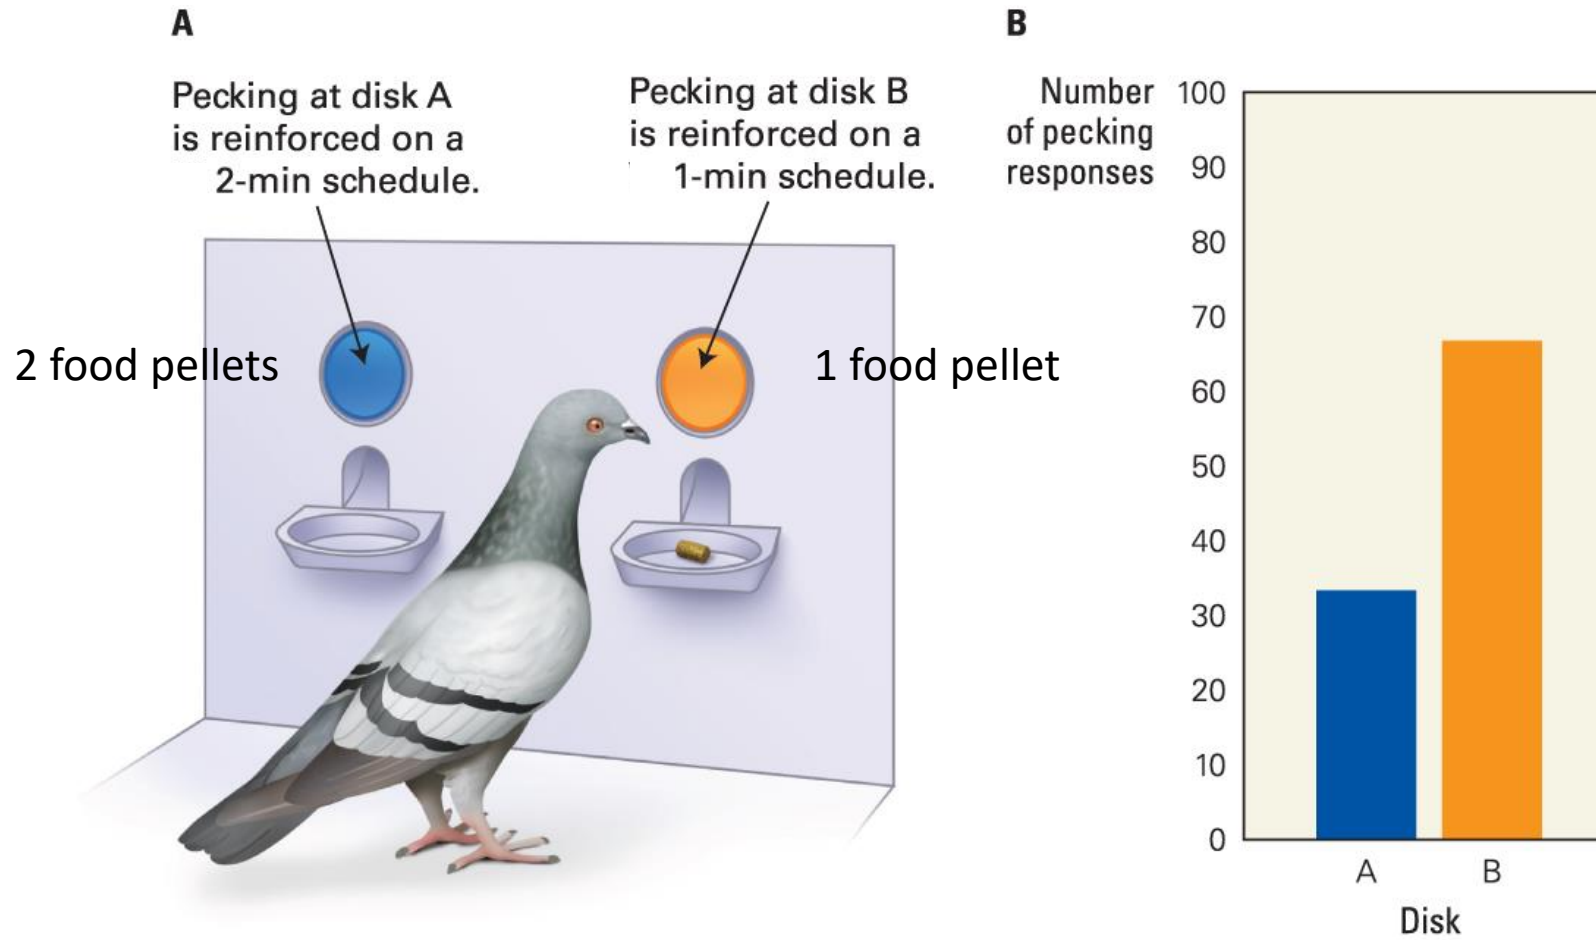 A
Pecking at disk A
is reinforced on a
2-min schedule.
Pecking at disk B
is reinforced on a
1-min schedule.
2 food pellets
1 food pellet
B
Number
of pecking
responses
100
90
80
70
60
50
40
30
20
10
0
A
B
Disk